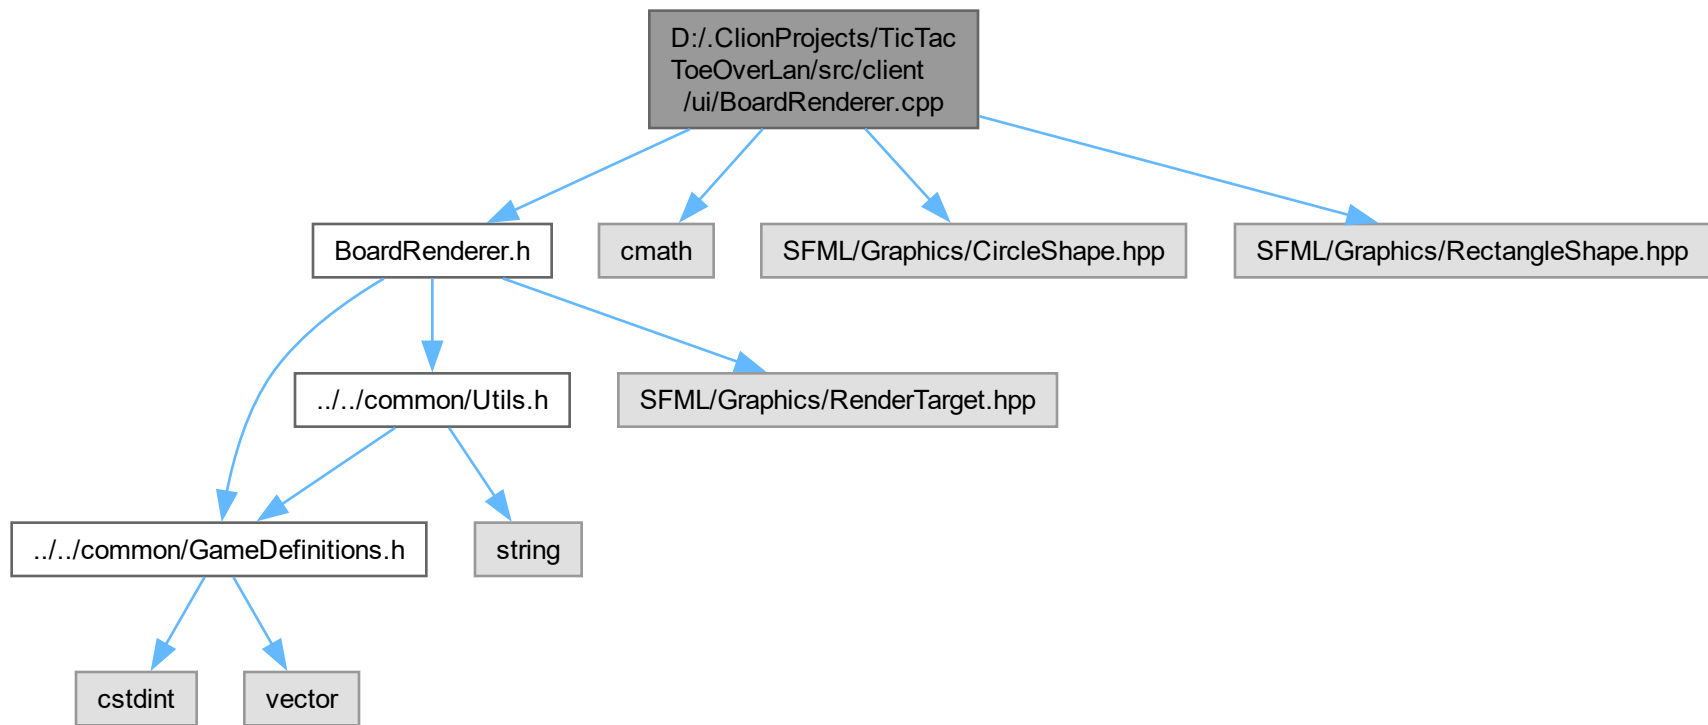 D:/.ClionProjects/TicTac
ToeOverLan/src/client
/ui/BoardRenderer.cpp
BoardRenderer.h
cmath
SFML/Graphics/CircleShape.hpp
SFML/Graphics/RectangleShape.hpp
../../common/Utils.h
SFML/Graphics/RenderTarget.hpp
../../common/GameDefinitions.h
string
cstdint
vector